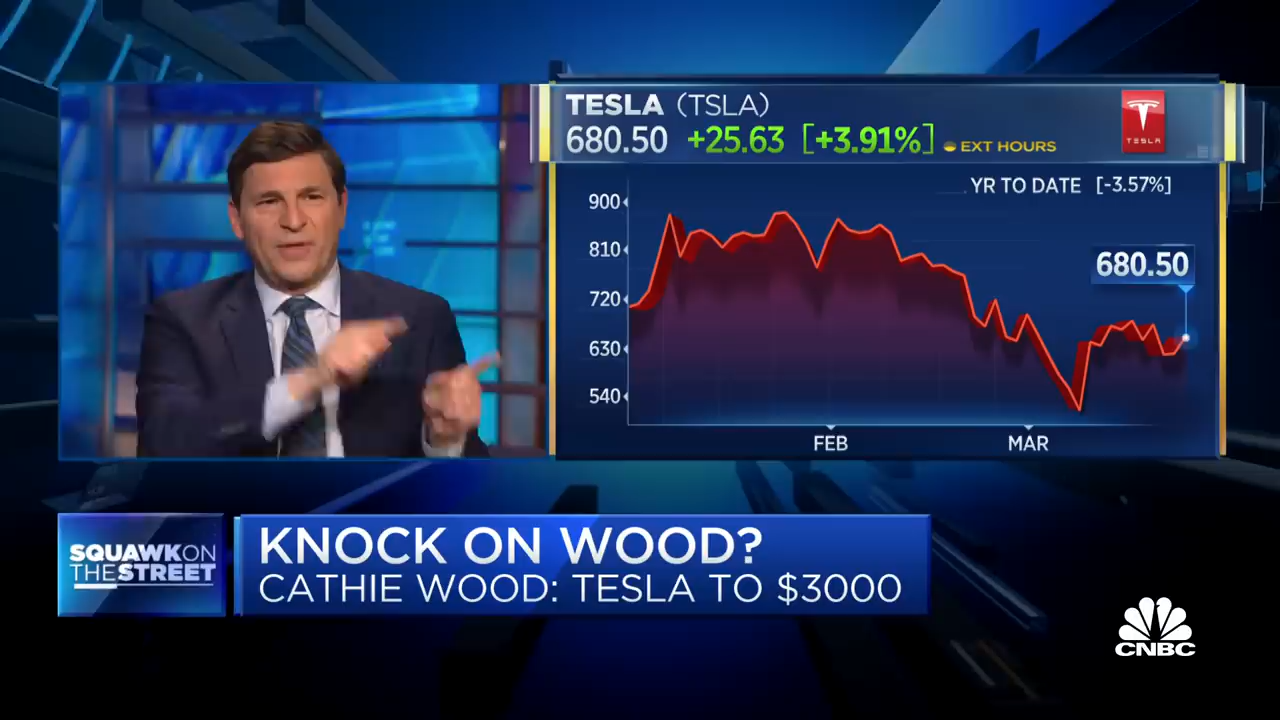 TESLA (TSLA)
680.50 +25.63 [+3.91%] EXT HOURS
TESLA
YR TO DATE [-3.57%]
900
810
720
630
540
680.50
FEB MAR
SQUAWK ON
THE STREET
KNOCK ON WOOD?
CATHIE WOOD: TESLA TO $3000
CNBC